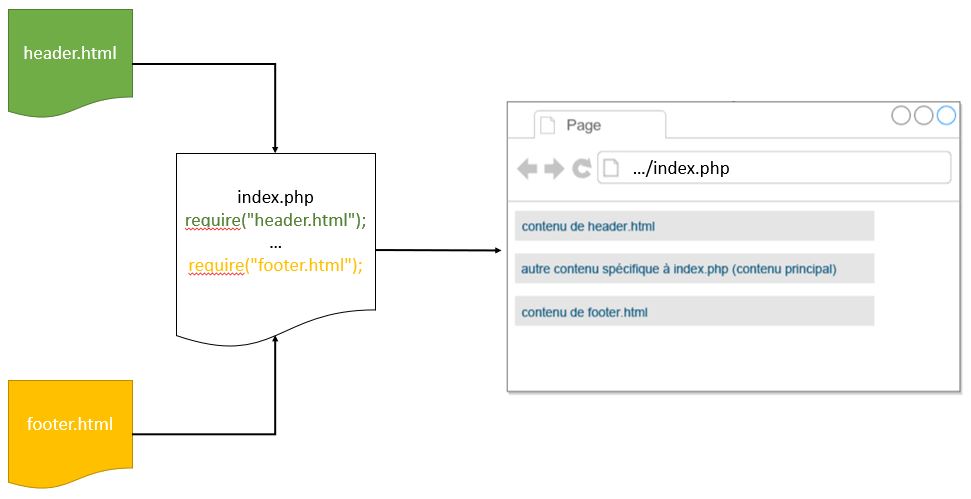 header.html
index.php
require("header.html");
...
require("footer.html");
footer.html
Page
.../index.php
contenu de header.html
autre contenu spécifique à index.php (contenu principal)
contenu de footer.html